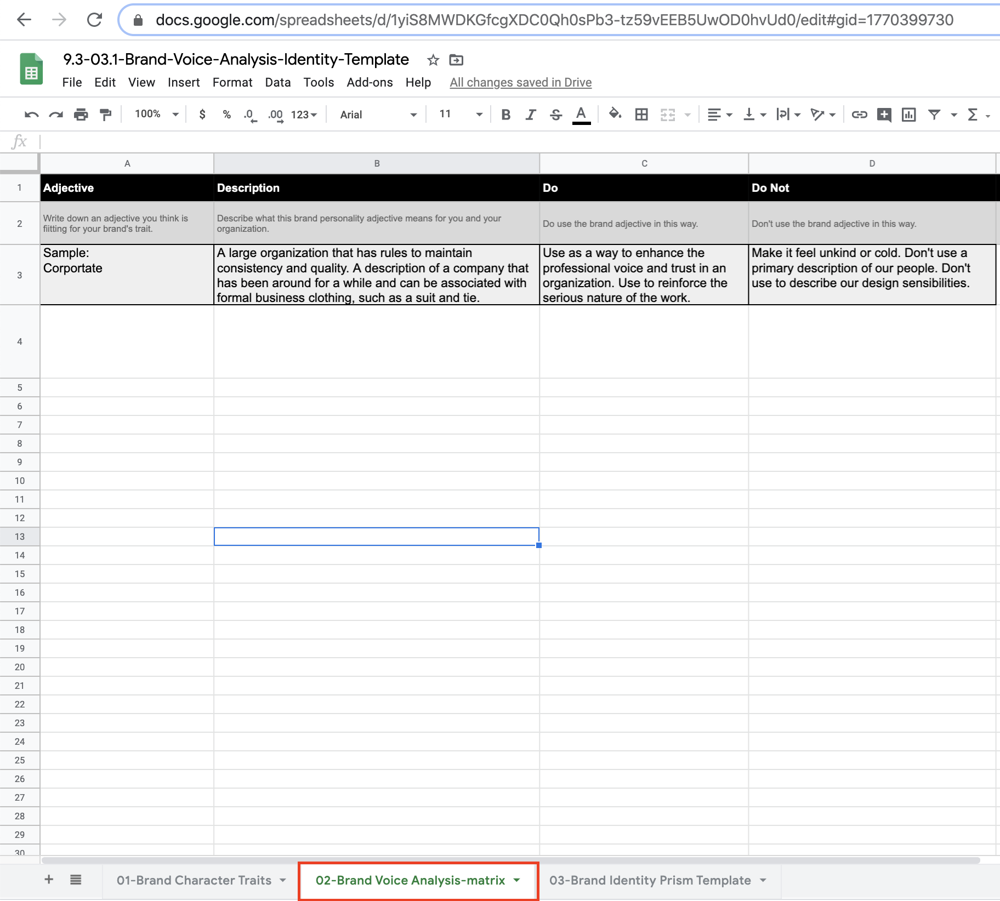 docs.google.com/spreadsheets/d/1yiS8MWDKGfcgXDC0Qh0sPb3-tz59vEEB5UwOD0hvUd0/edit#gid=1770399730
9.3-03.1-Brand-Voice-Analysis-Identity-Template
File Edit View Insert Format Data Tools Add-ons Help All changes saved in Drive
100% $ % .0 .00 123 Arial 11 B I S A Σ
fx
A B C D
1 Adjective Description Do Do Not
2
Write down an adjective you think is
fiitting for your brand's trait.
Describe what this brand personality adjective means for you and your
organization.
Do use the brand adjective in this way.
Don't use the brand adjective in this way.
3
Sample:
Corportate
A large organization that has rules to maintain
consistency and quality. A description of a company that
has been around for a while and can be associated with
formal business clothing, such as a suit and tie.
Use as a way to enhance the
professional voice and trust in an
organization. Use to reinforce the
serious nature of the work.
Make it feel unkind or cold. Don't use a
primary description of our people. Don't
use to describe our design sensibilities.
4
5
6
7
8
9
10
11
12
13
14
15
16
17
18
19
20
21
22
23
24
25
26
27
28
29
30
+ 01-Brand Character Traits 02-Brand Voice Analysis-matrix 03-Brand Identity Prism Template